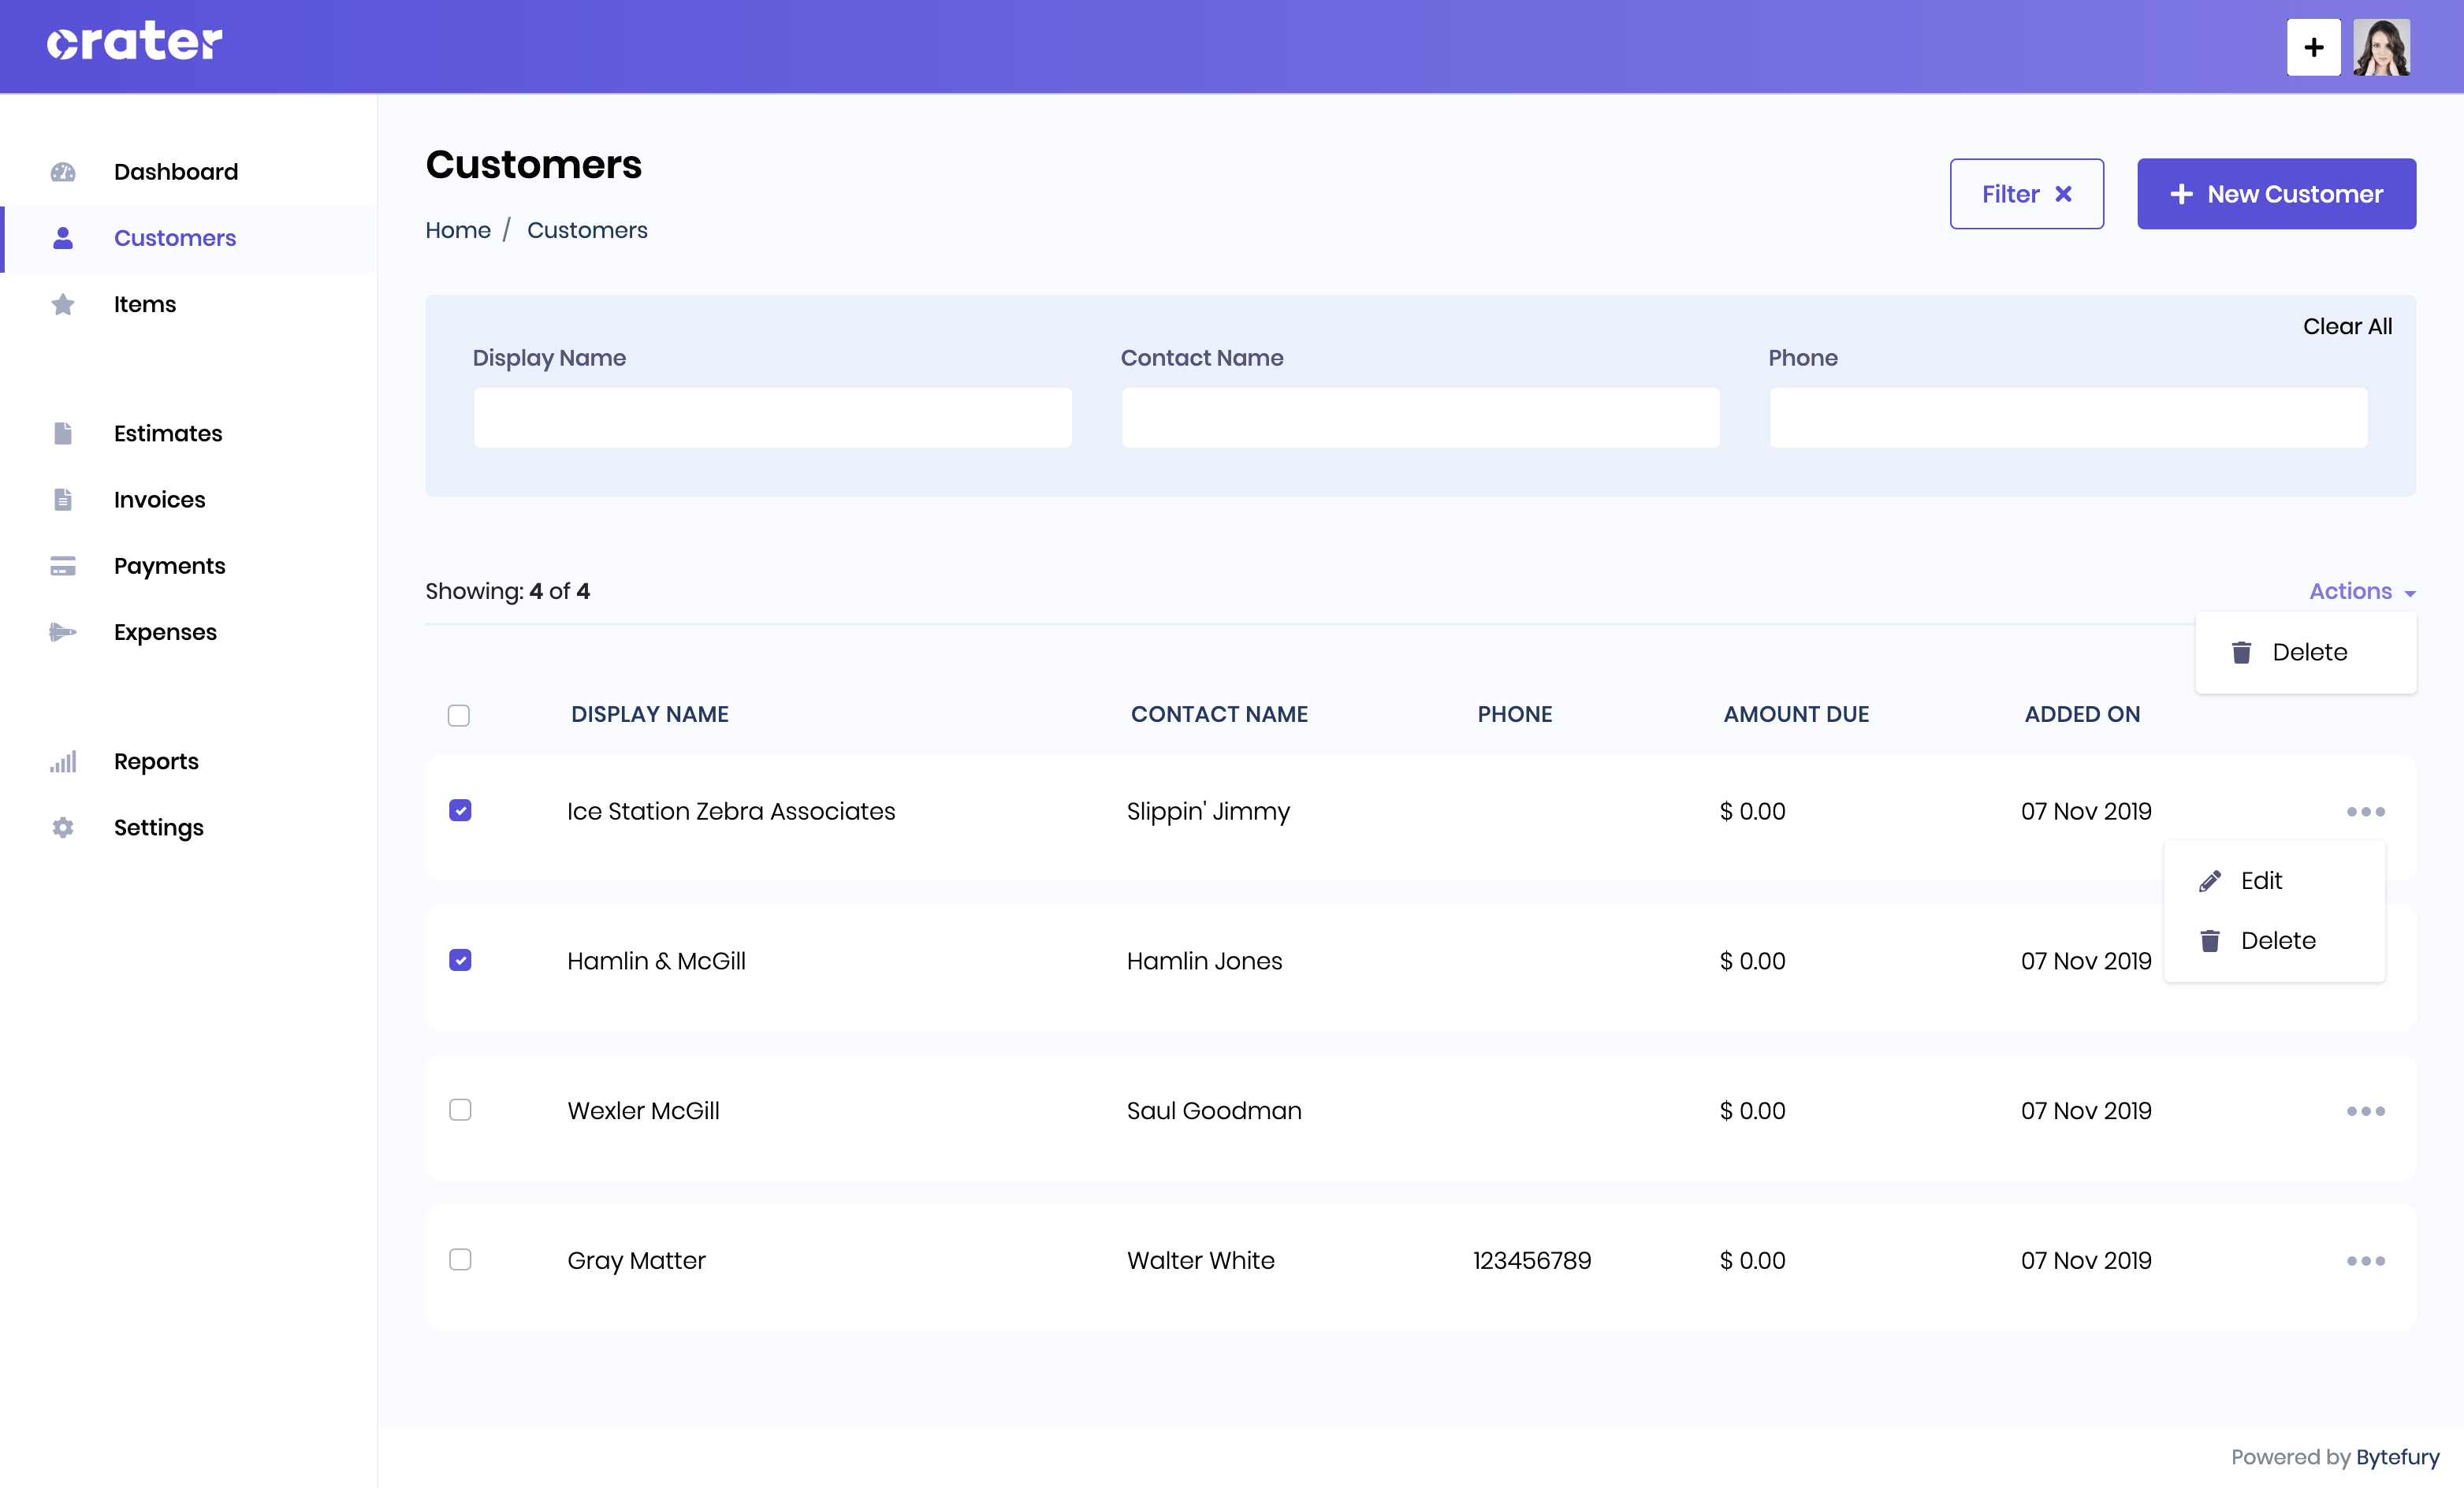 crater
Dashboard
Customers
Items
Estimates
Invoices
Payments
Expenses
Reports
Settings
Customers
Home / Customers
Filter
New Customer
Clear All
Display Name Contact Name Phone
Showing: 4 of 4
Actions
Delete
DISPLAY NAME CONTACT NAME PHONE AMOUNT DUE ADDED ON
Ice Station Zebra Associates Slippin' Jimmy $ 0.00 07 Nov 2019
Edit
Delete
Hamlin & McGill Hamlin Jones $ 0.00 07 Nov 2019
Wexler McGill Saul Goodman $ 0.00 07 Nov 2019
Gray Matter Walter White 123456789 $ 0.00 07 Nov 2019
Powered by Bytefury